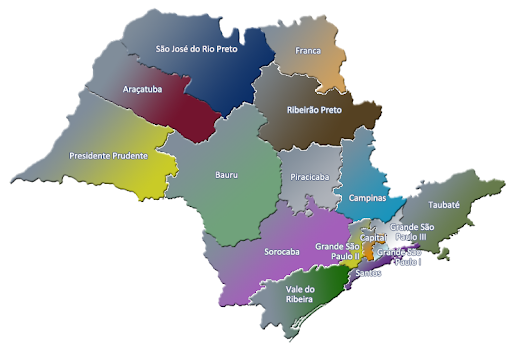 São José do Rio Preto
Franca
Araçatuba
Ribeirão Preto
Presidente Prudente
Bauru
Piracicaba
Campinas
Taubaté
Grande São
Paulo III
Capital
Sorocaba
Grande São
Paulo II
Grande São
Paulo I
Santos
Vale do
Ribeira